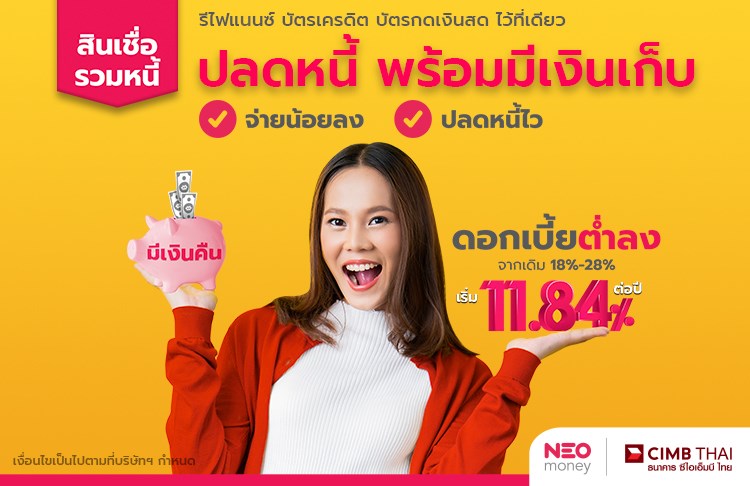 สินเชื่อ
รวมหนี้
รีไฟแนนซ์ บัตรเครดิต บัตรกดเงินสด ไว้ที่เดียว
ปลดหนี้ พร้อมมีเงินเก็บ
จ่ายน้อยลง
ปลดหนี้ไว
มีเงินคืน
ดอกเบี้ยต่ำลง
จากเดิม 18%-28%
เริ่ม 11.84% ต่อปี
เงื่อนไขเป็นไปตามที่บริษัทฯ กำหนด
NEO
money
CIMB THAI
ธนาคาร ซีไอเอ็มบี ไทย